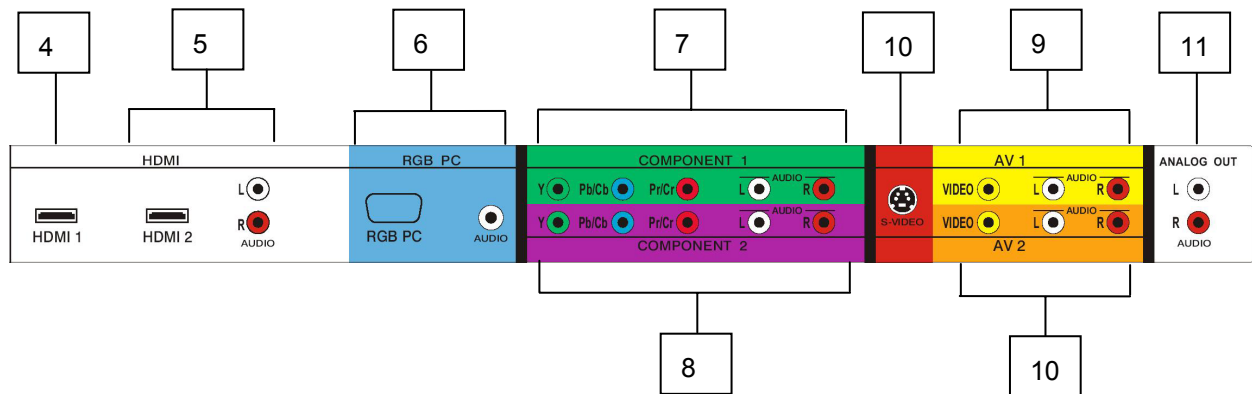 4 5 6 7 10 9 11
HDMI RGB PC COMPONENT 1 AV 1 ANALOG OUT
L Y Pb/Cb Pr/Cr L AUDIO R S-VIDEO VIDEO L AUDIO R L
HDMI 1 HDMI 2 R AUDIO RGB PC AUDIO Y Pb/Cb Pr/Cr L AUDIO R VIDEO L AUDIO R R AUDIO
COMPONENT 2 AV 2
8 10